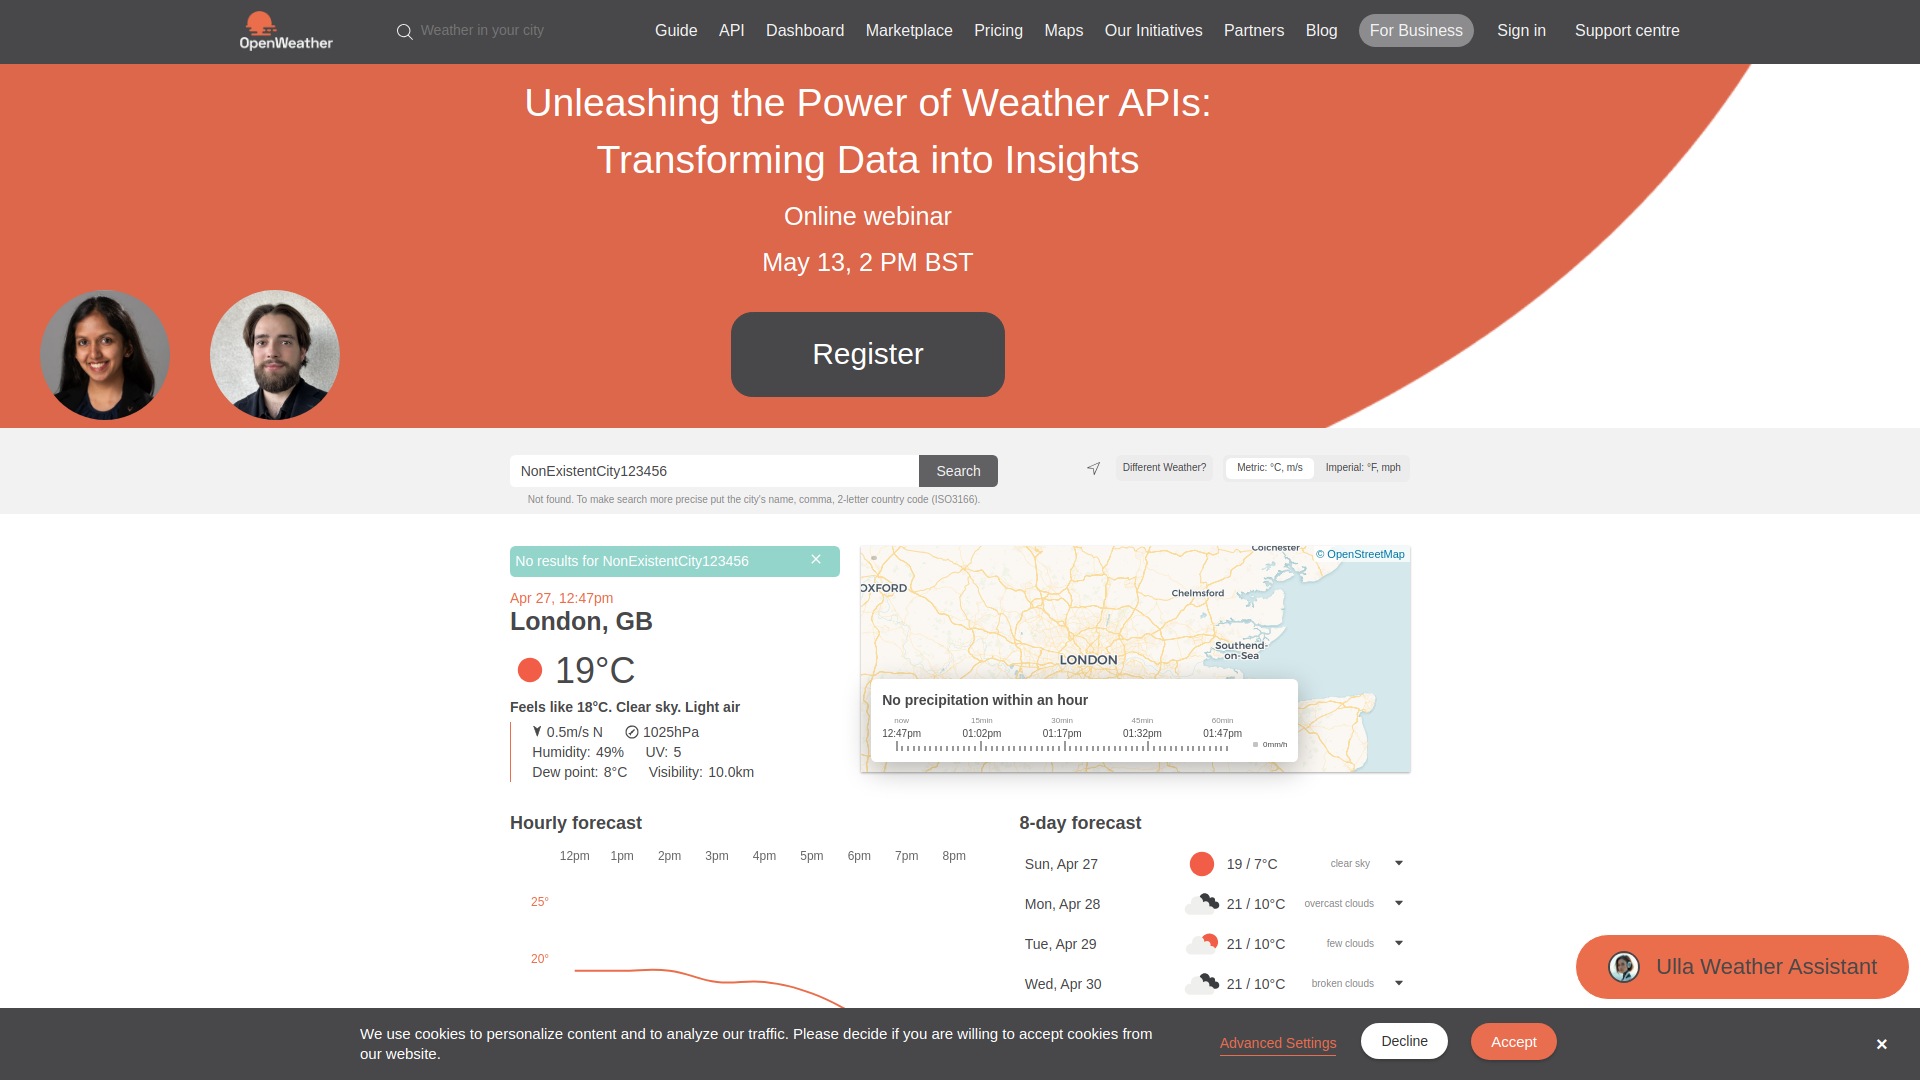 OpenWeather
Weather in your city
Guide API Dashboard Marketplace Pricing Maps Our Initiatives Partners Blog For Business Sign in Support centre
Unleashing the Power of Weather APIs:
Transforming Data into Insights
Online webinar
May 13, 2 PM BST
Register
NonExistentCity123456 Search
Different Weather? Metric: °C, m/s Imperial: °F, mph
Not found. To make search more precise put the city's name, comma, 2-letter country code (ISO3166).
No results for NonExistentCity123456 ×
Apr 27, 12:47pm
London, GB
19°C
Feels like 18°C. Clear sky. Light air
0.5m/s N 1025hPa
Humidity: 49% UV: 5
Dew point: 8°C Visibility: 10.0km
Colchester
© OpenStreetMap
OXFORD
Chelmsford
Southend-
on-Sea
LONDON
No precipitation within an hour
now 15min 30min 45min 60min
12:47pm 01:02pm 01:17pm 01:32pm 01:47pm
0mm/h
Hourly forecast
12pm 1pm 2pm 3pm 4pm 5pm 6pm 7pm 8pm
25°
20°
8-day forecast
Sun, Apr 27 19 / 7°C clear sky
Mon, Apr 28 21 / 10°C overcast clouds
Tue, Apr 29 21 / 10°C few clouds
Wed, Apr 30 21 / 10°C broken clouds
Ulla Weather Assistant
We use cookies to personalize content and to analyze our traffic. Please decide if you are willing to accept cookies from
our website.
Advanced Settings Decline Accept ×